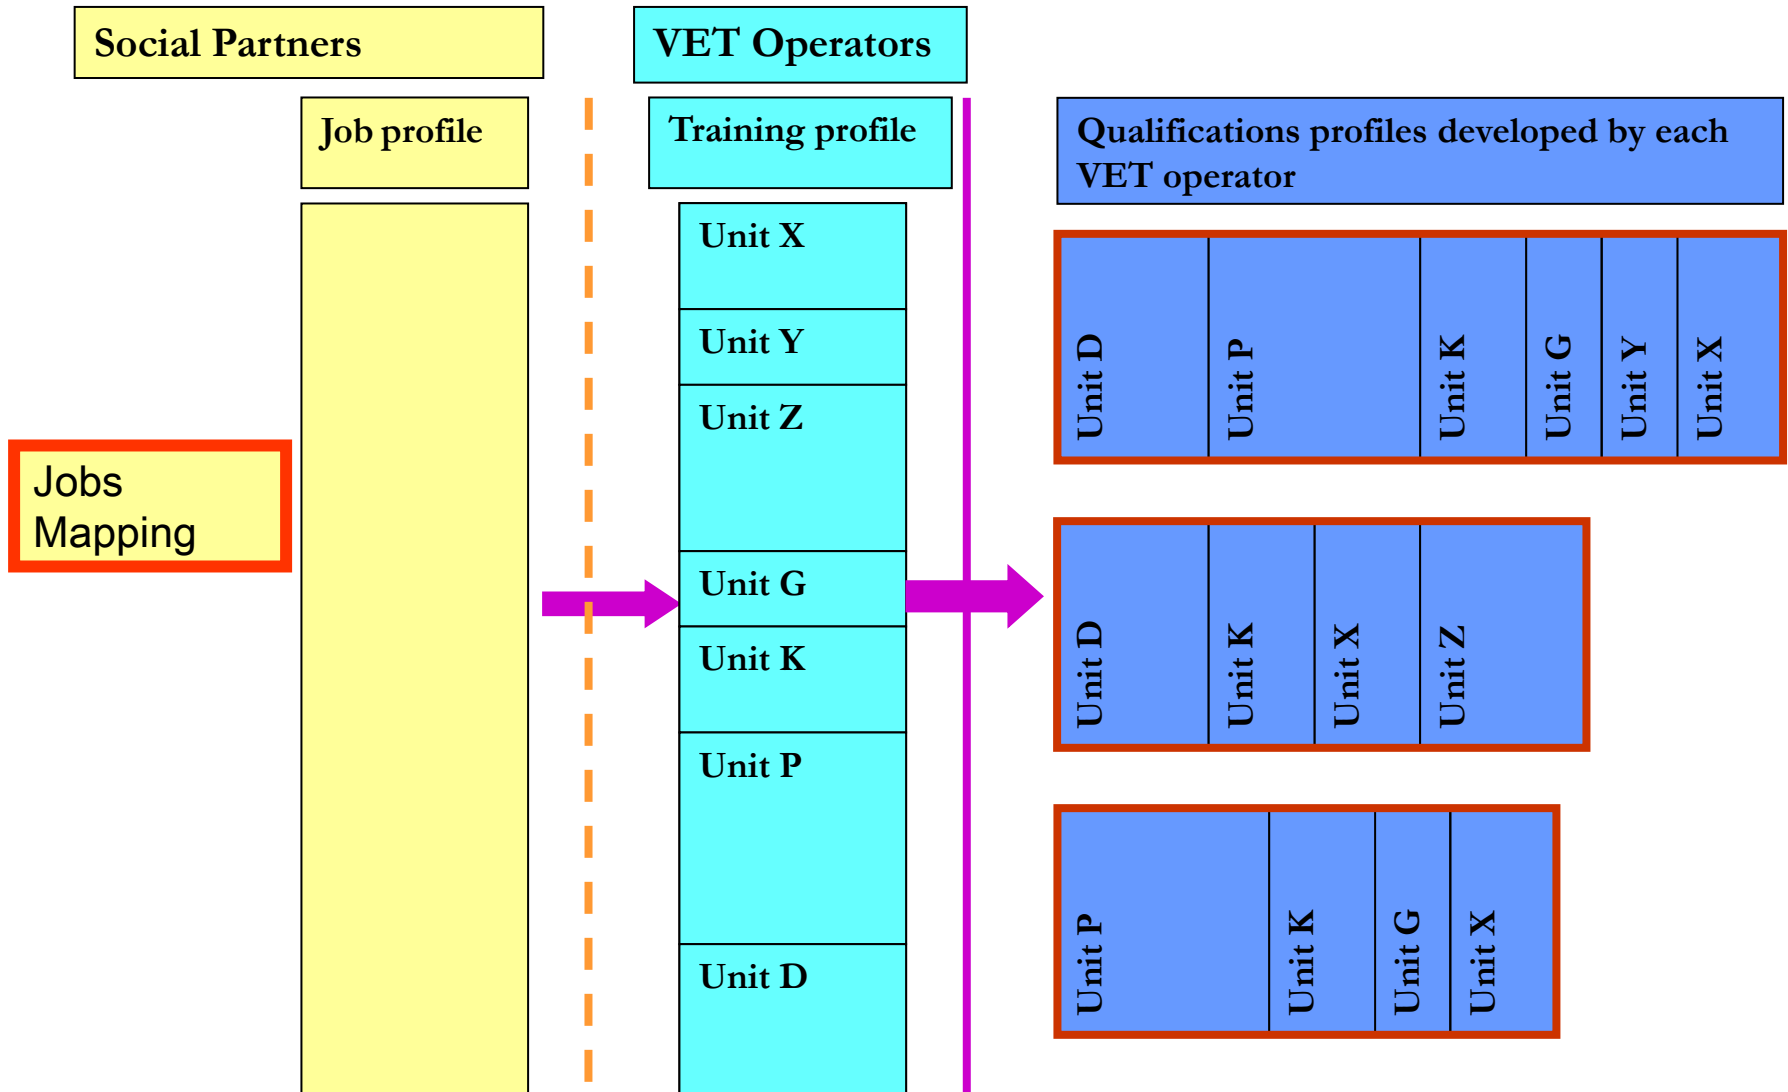 Social Partners
VET Operators
Job profile
Training profile
Qualifications profiles developed by each
VET operator
Jobs
Mapping
Unit X
Unit Y
Unit Z
Unit G
Unit K
Unit P
Unit D
Unit D
Unit P
Unit K
Unit G
Unit Y
Unit X
Unit D
Unit K
Unit X
Unit Z
Unit P
Unit K
Unit G
Unit X